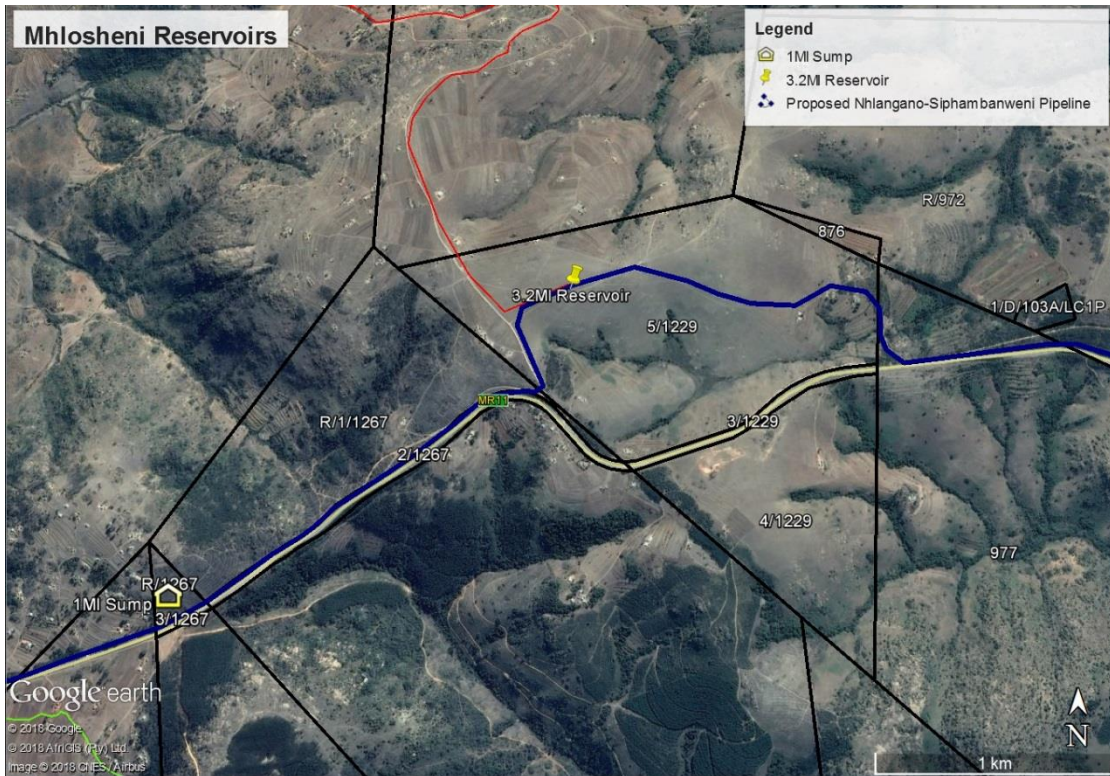 Mhlosheni Reservoirs
Legend
1Ml Sump
3.2Ml Reservoir
Proposed Nhlangano-Siphambanweni Pipeline
R/972
876
3.2Ml Reservoir
1/D/103A/LC1P
5/1229
MR11
R/1/1267
3/1229
2/1267
4/1229
977
R/1267
1Ml Sump
3/1267
Google earth
© 2018 Google
© 2018 AfriGIS (Pty) Ltd.
Image © 2018 CNES / Airbus
N
1 km